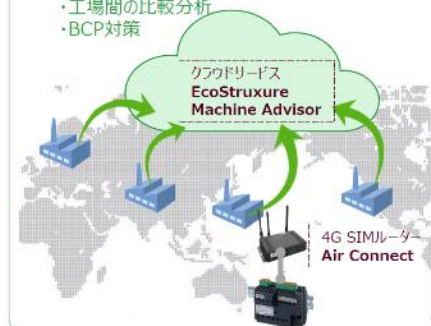 ・工場間の比較分析
・BCP対策
クラウドサービス
EcoStruxure
Machine Advisor
4G SIMルーター
Air Connect